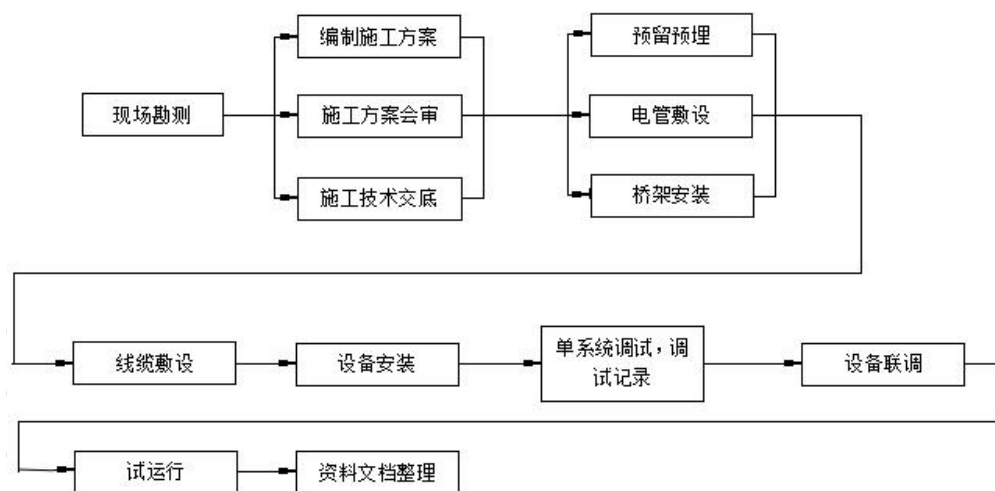 编制施工方案
预留预埋
现场勘测
施工方案会审
电管敷设
施工技术交底
桥架安装
线缆敷设
设备安装
单系统调试，调
试记录
设备联调
试运行
资料文档整理